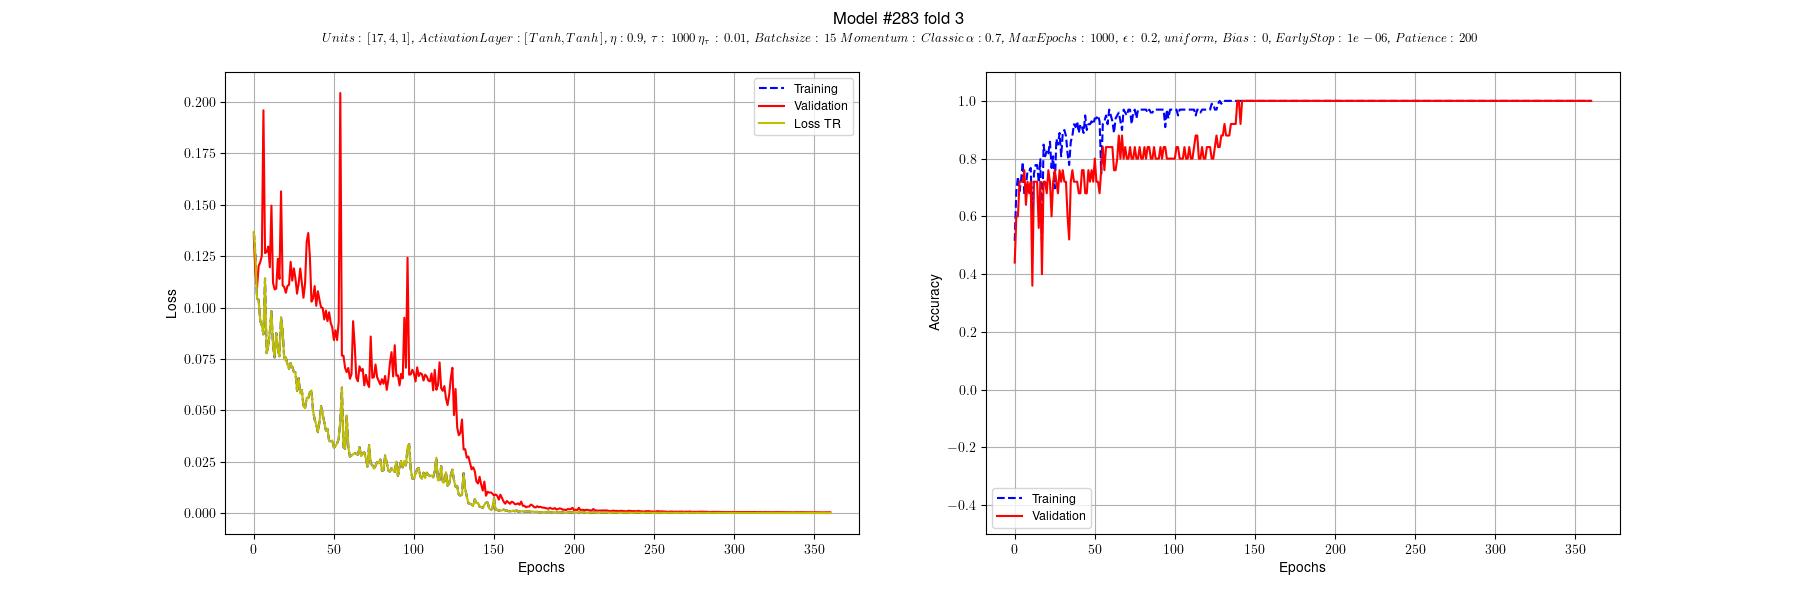 Model #283 fold 3
Units : [17, 4, 1], ActivationLayer : [Tanh, Tanh], η : 0.9, τ : 1000 ητ : 0.01, Batchsize : 15 Momentum : Classic α : 0.7, MaxEpochs : 1000, ϵ : 0.2, uniform, Bias : 0, EarlyStop : 1e − 06, Patience : 200
Training
Validation
Loss TR
0.200
0.175
0.150
0.125
0.100
0.075
0.050
0.025
0.000
Loss
0 50 100 150 200 250 300 350
Epochs
1.0
0.8
0.6
0.4
0.2
0.0
−0.2
−0.4
Accuracy
Training
Validation
0 50 100 150 200 250 300 350
Epochs